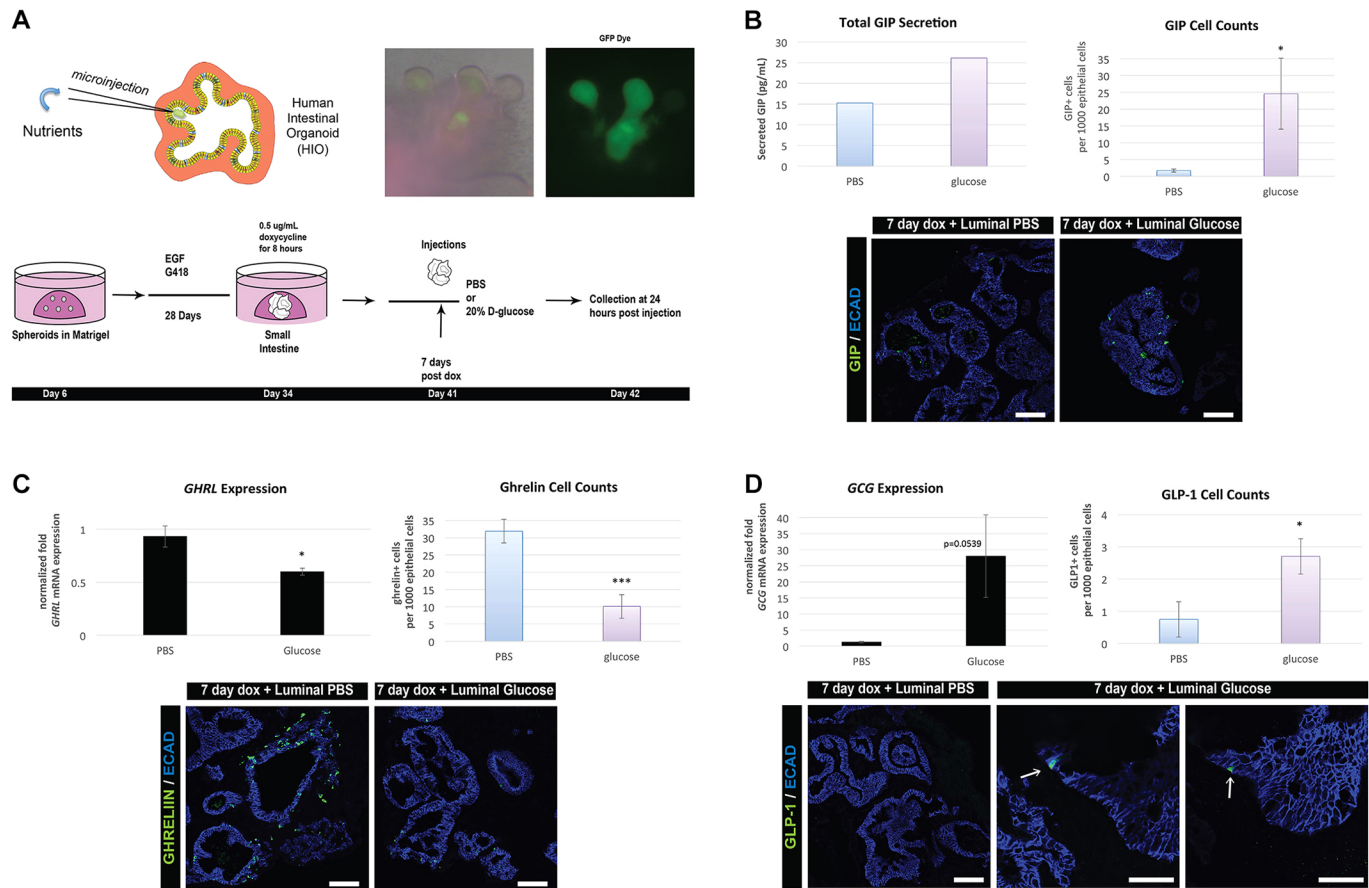 A
microinjection
Nutrients
Human
Intestinal
Organoid
(HIO)
GFP Dye
EGF
G418
28 Days
0.5 ug/mL
doxycycline
for 8 hours
Injections
PBS
or
20% D-glucose
Collection at 24
hours post injection
Spheroids in Matrigel
Small
Intestine
7 days
post dox
Day 6
Day 34
Day 41
Day 42
B
Total GIP Secretion
Secreted GIP (pg/mL)
30
25
20
15
10
5
0
PBS
glucose
GIP Cell Counts
GIP+ cells
per 1000 epithelial cells
35
30
25
20
15
10
5
0
*
PBS
glucose
7 day dox + Luminal PBS
7 day dox + Luminal Glucose
GIP / ECAD
C
GHRL Expression
normalized fold
GHRL mRNA expression
1
0.5
0
*
PBS
Glucose
Ghrelin Cell Counts
ghrelin+ cells
per 1000 epithelial cells
35
30
25
20
15
10
5
0
***
PBS
glucose
7 day dox + Luminal PBS
7 day dox + Luminal Glucose
GHRELIIN / ECAD
D
GCG Expression
normalized fold
GCG mRNA expression
40
35
30
25
20
15
10
5
0
p=0.0539
PBS
Glucose
GLP-1 Cell Counts
GLP1+ cells
per 1000 epithelial cells
4
3
2
1
0
*
PBS
glucose
7 day dox + Luminal PBS
7 day dox + Luminal Glucose
GLP-1 / ECAD